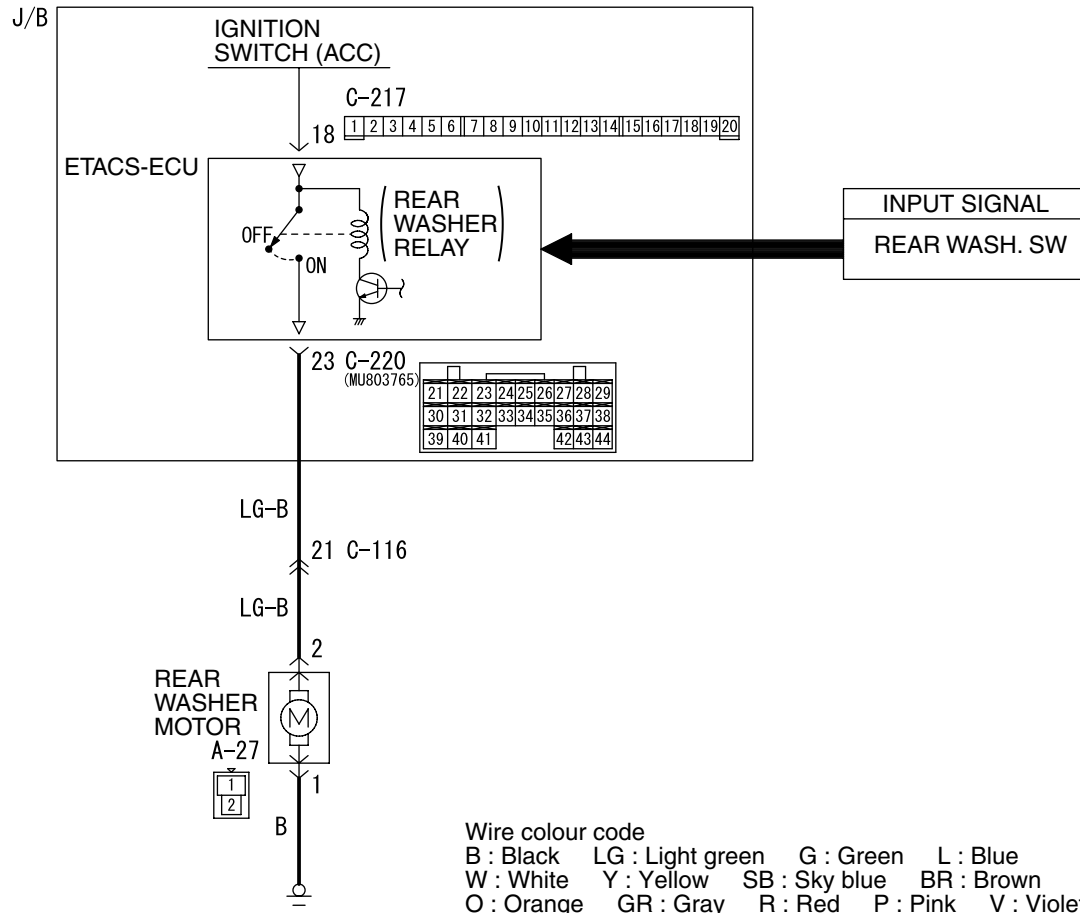 J/B
IGNITION
SWITCH (ACC)
C-217
18
1 2 3 4 5 6 7 8 9 10 11 12 13 14 15 16 17 18 19 20
ETACS-ECU
REAR
WASHER
RELAY
OFF
ON
INPUT SIGNAL
REAR WASH. SW
23 C-220
(MU803765)
21 22 23 24 25 26 27 28 29
30 31 32 33 34 35 36 37 38
39 40 41 42 43 44
LG-B
21 C-116
LG-B
2
REAR
WASHER
MOTOR
M
A-27
1
2
1
B
Wire colour code
B : Black LG : Light green G : Green L : Blue
W : White Y : Yellow SB : Sky blue BR : Brown
O : Orange GR : Gray R : Red P : Pink V : Violet